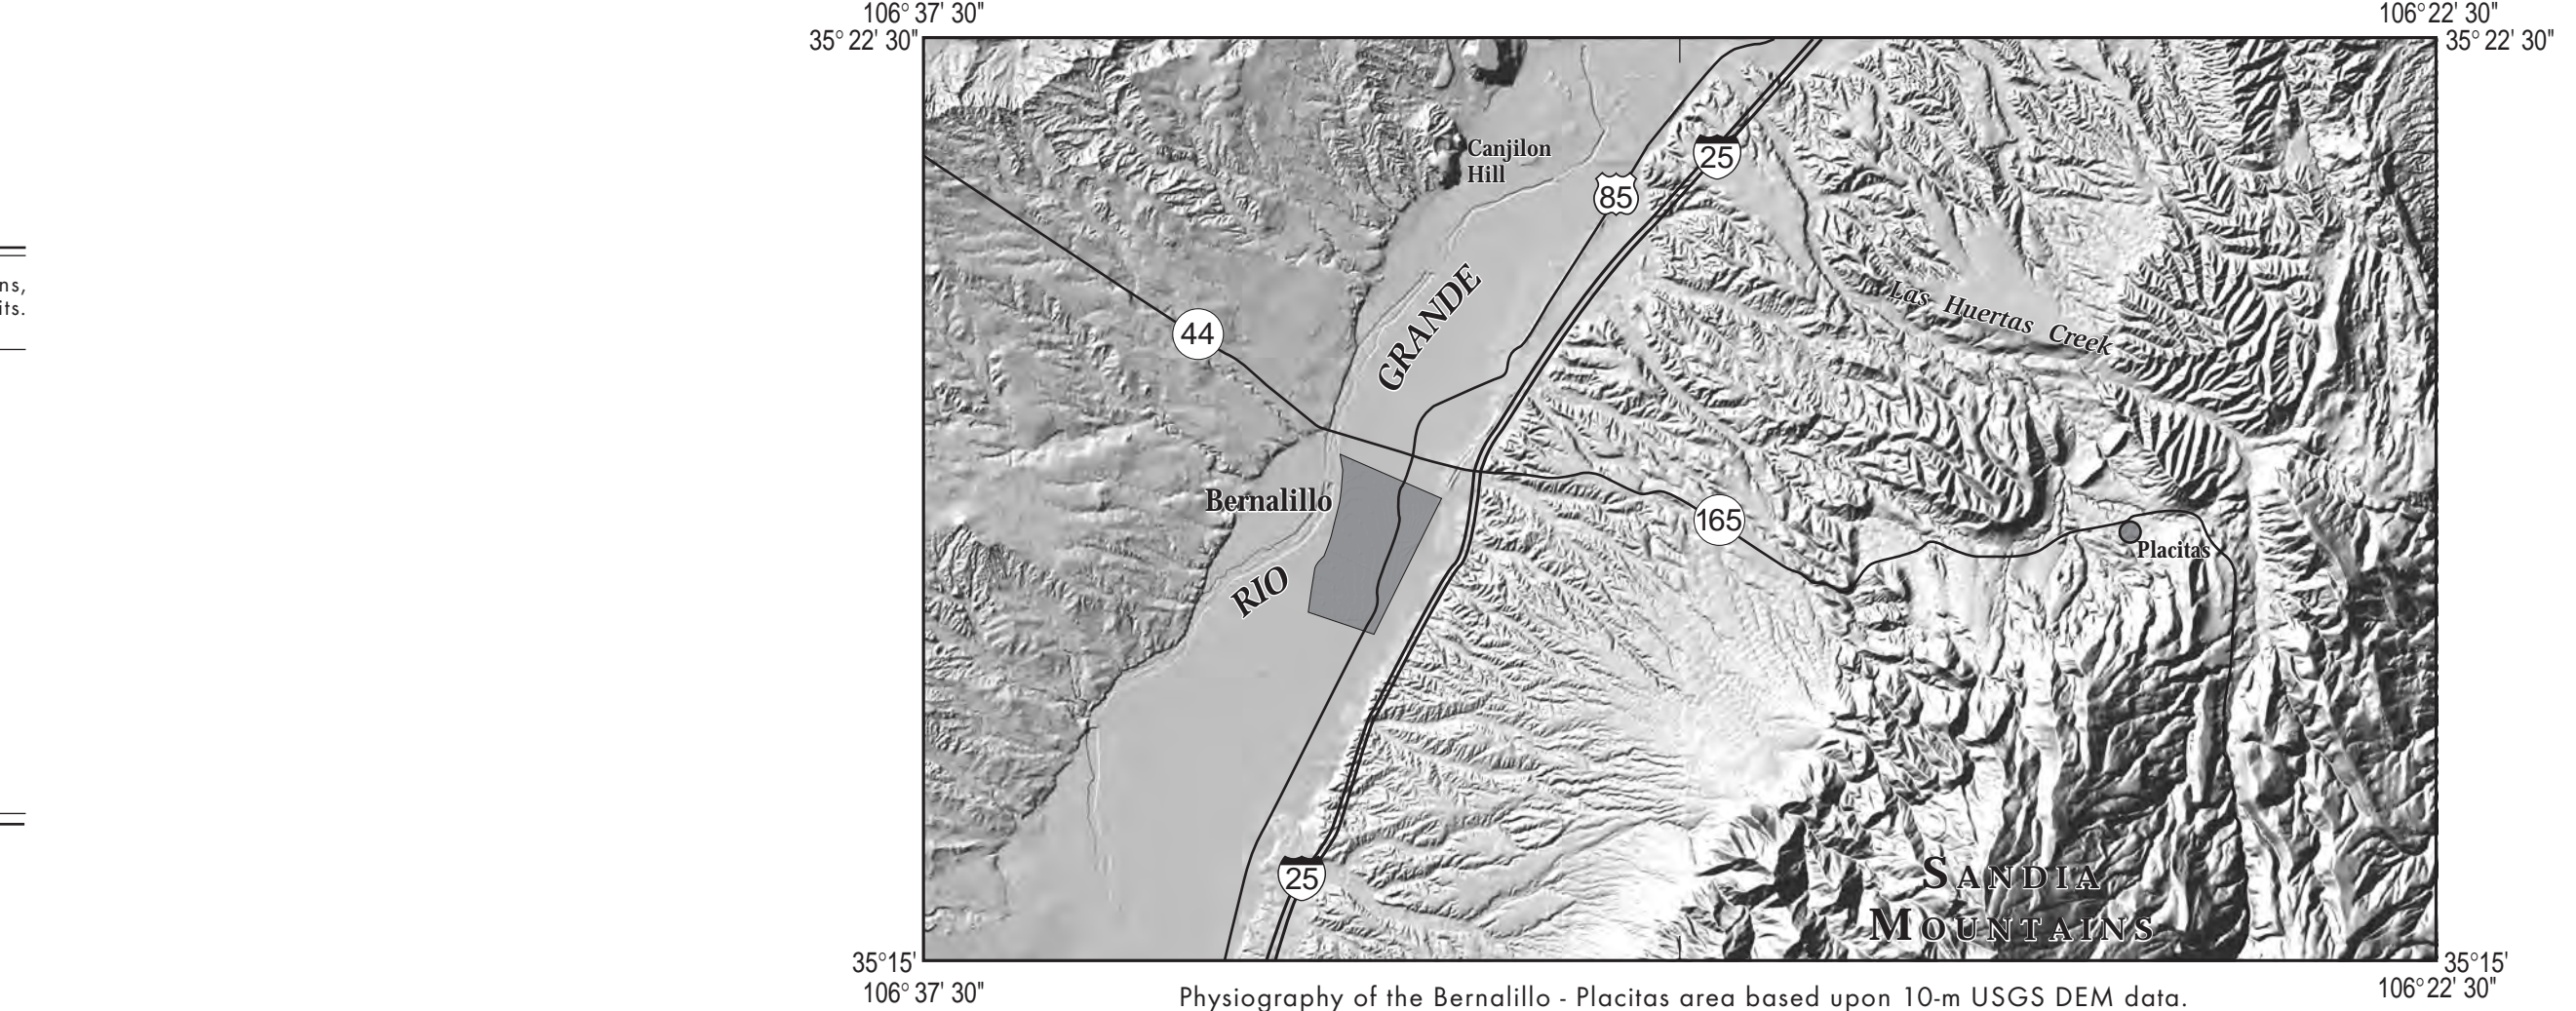 106° 37' 30"
106° 22' 30"
35° 22' 30"
35° 22' 30"
25
Canjilon
Hill
85
ns,
its.
Las Huertas Creek
44
GRANDE
Bernalillo
165
Placitas
RIO
25
SANDIA
MOUNTAINS
35°15'
35°15'
106° 37' 30"
106° 22' 30"
Physiography of the Bernalillo - Placitas area based upon 10-m USGS DEM data.